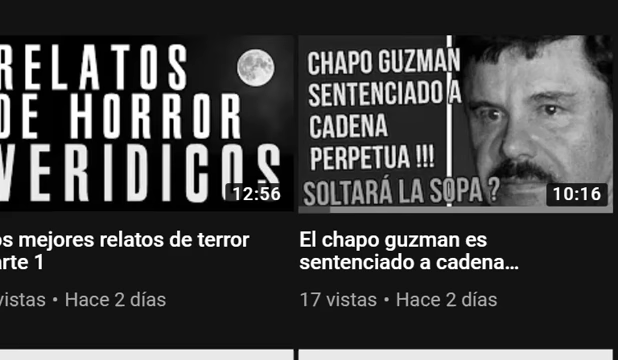 RELATOS
DE HORROR
VERIDICOS
12:56
os mejores relatos de terror
arte 1
vistas • Hace 2 días
CHAPO GUZMAN
SENTENCIADO A
CADENA
PERPETUA !!!
SOLTARÁ LA SOPA ?
10:16
El chapo guzman es
sentenciado a cadena...
17 vistas • Hace 2 días